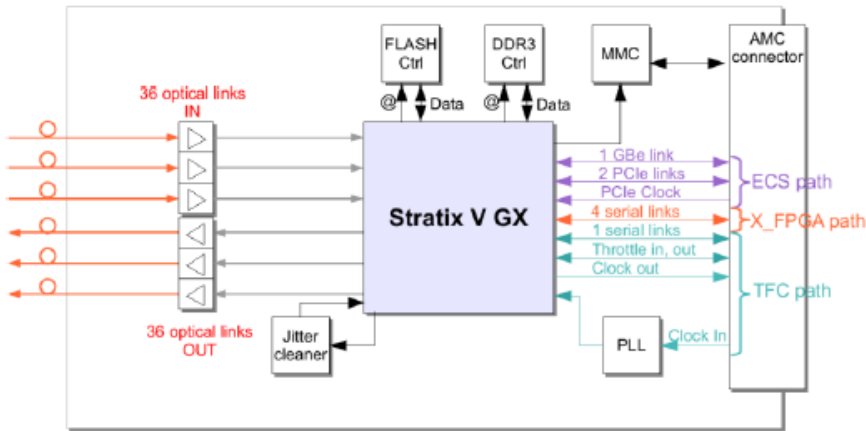 FLASH
Ctrl
DDR3
Ctrl
MMC
AMC
connector
36 optical links
IN
@
Data
@
Data
1 GBe link
2 PCIe links
PCIe Clock
ECS path
Stratix V GX
4 serial links
X_FPGA path
1 serial links
Throttle in, out
Clock out
TFC path
36 optical links
OUT
Jitter
cleaner
PLL
Clock In